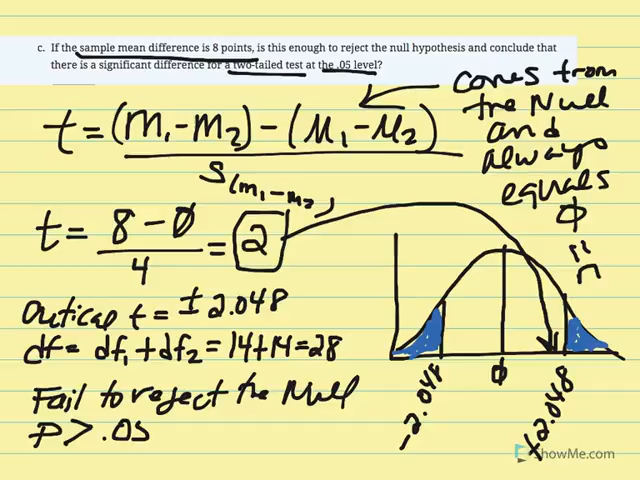 c. If the sample mean difference is 8 points, is this enough to reject the null hypothesis and conclude that
there is a significant difference for a two-tailed test at the .05 level?
comes from
the Null
and
always
equals
φ
t = (M₁-M₂) - (μ₁-μ₂)
S(M₁-M₂)
t = 8 - 0 = 2
4
Critical t = ±2.048
df = df₁ + df₂ = 14+14 = 28
Fail to reject the Null
P > .05
-2.048
φ
+2.048
ShowMe.com